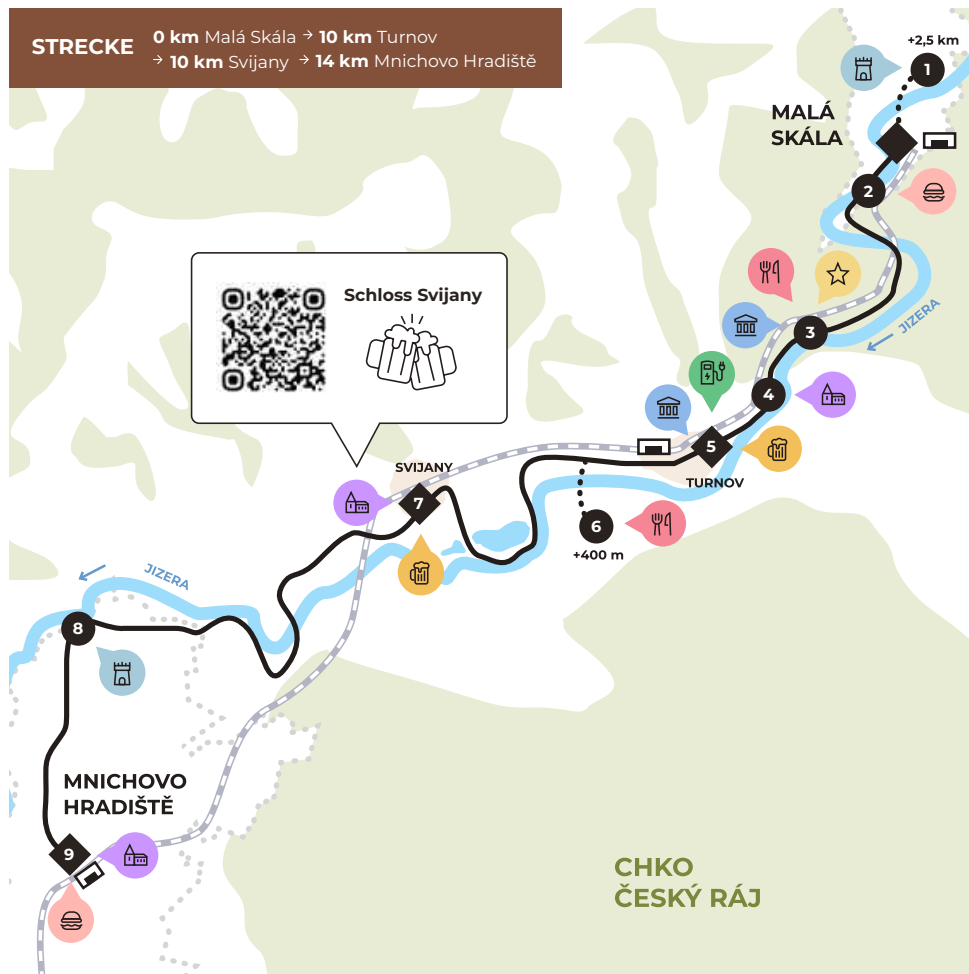 STRECKE
0 km Malá Skála → 10 km Turnov
→ 10 km Svijany → 14 km Mnichovo Hradiště
+2,5 km
1
MALÁ
SKÁLA
2
Schloss Svijany
3
JIZERA
4
5
SVIJANY
TURNOV
7
6
+400 m
JIZERA
8
MNICHOVO
HRADIŠTĚ
9
CHKO
ČESKÝ RÁJ